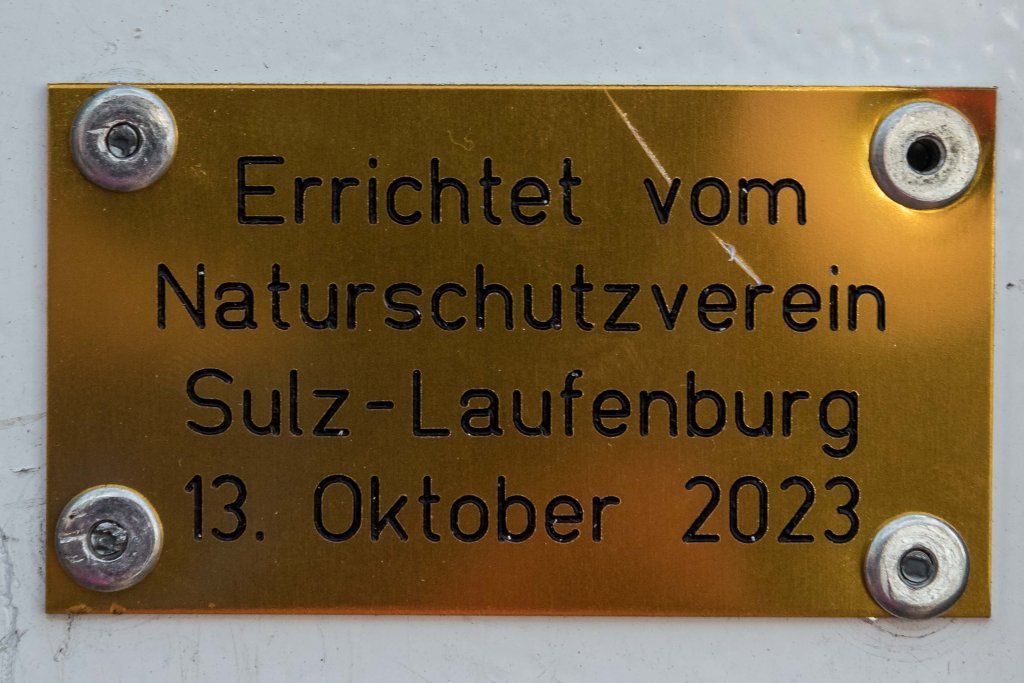 Errichtet vom
Naturschutzverein
Sulz-Laufenburg
13. Oktober 2023